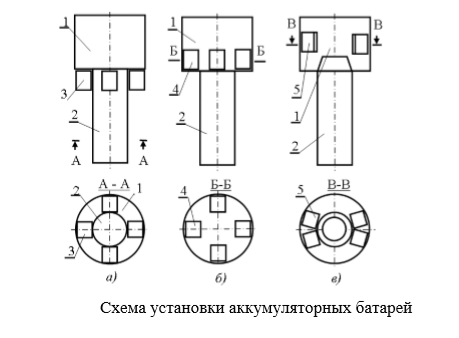 1 1 В В
Б Б
3 4 5
1
2 2 2
А А
А - А Б-Б В-В
2 1 4 5
3
а) б) в)
Схема установки аккумуляторных батарей